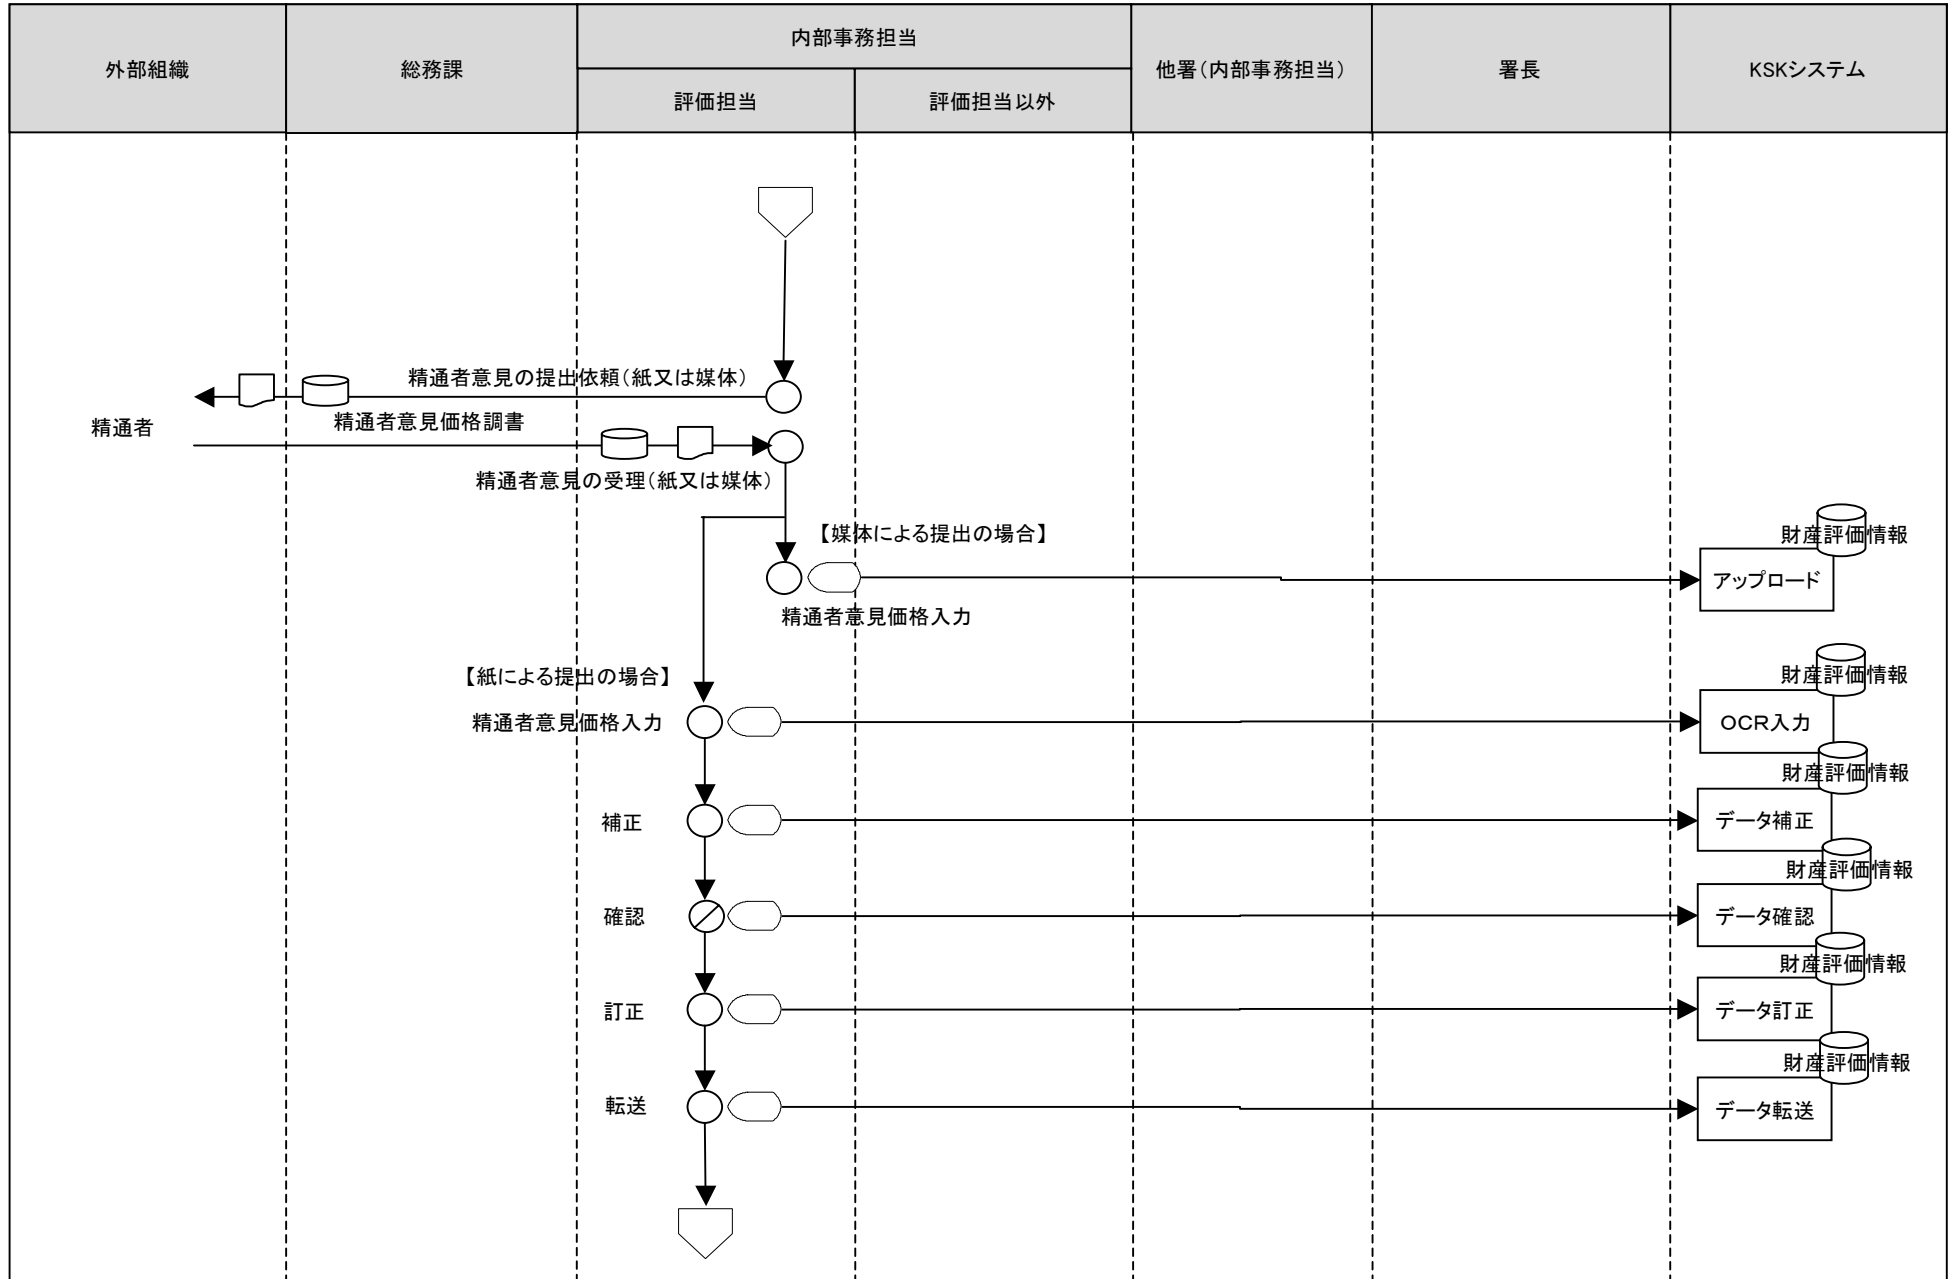 外部組織
総務課
内部事務担当
評価担当
評価担当以外
他署(内部事務担当)
署長
KSKシステム
精通者意見の提出依頼(紙又は媒体)
精通者意見価格調書
精通者
精通者意見の受理(紙又は媒体)
【媒体による提出の場合】
財産評価情報
アップロード
精通者意見価格入力
【紙による提出の場合】
財産評価情報
精通者意見価格入力
OCR入力
財産評価情報
補正
データ補正
財産評価情報
確認
データ確認
財産評価情報
訂正
データ訂正
財産評価情報
転送
データ転送